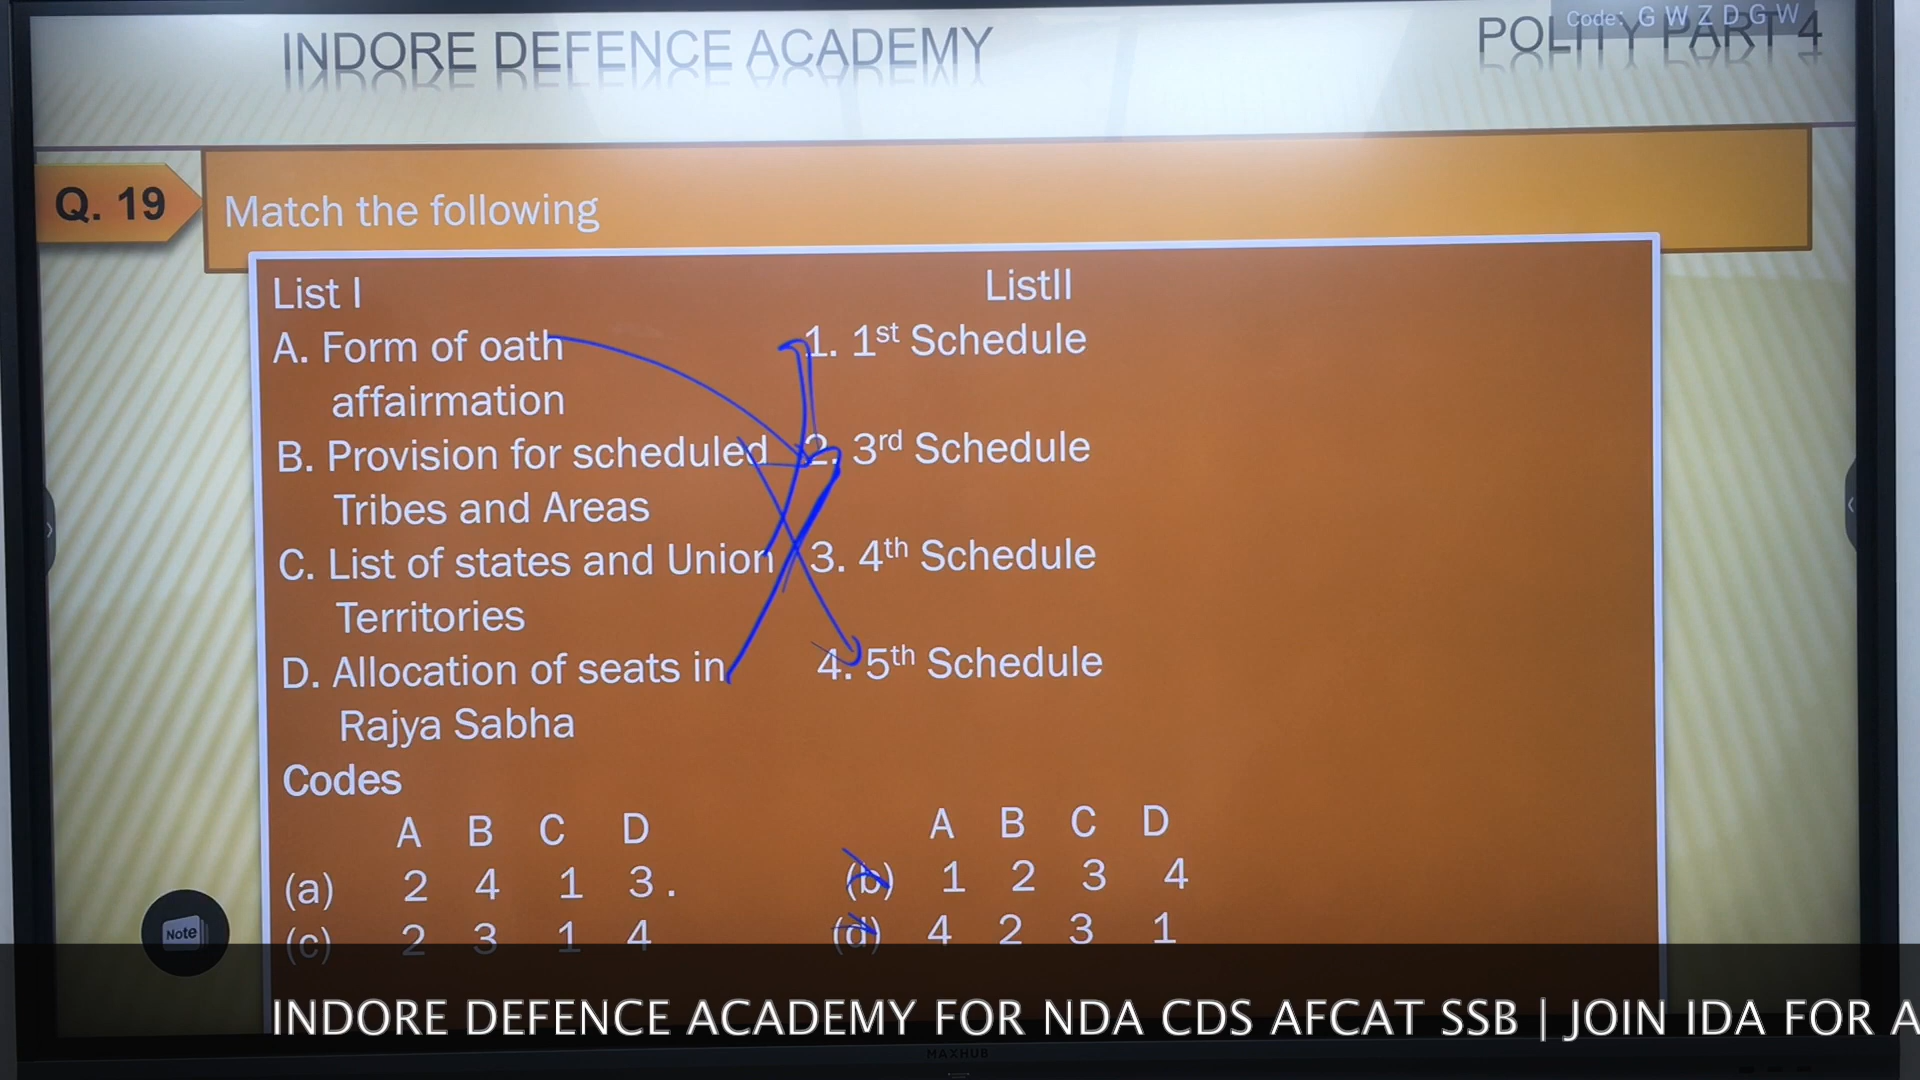 INDORE DEFENCE ACADEMY
POLITY PART 4
Code: G W Z D G W
Q. 19
Match the following
List I
ListII
A. Form of oath
affairmation
1. 1st Schedule
B. Provision for scheduled
Tribes and Areas
2. 3rd Schedule
C. List of states and Union
Territories
3. 4th Schedule
D. Allocation of seats in
Rajya Sabha
4. 5th Schedule
Codes
A B C D
A B C D
(a) 2 4 1 3 .
(b) 1 2 3 4
(c) 2 3 1 4
(d) 4 2 3 1
Note
INDORE DEFENCE ACADEMY FOR NDA CDS AFCAT SSB | JOIN IDA FOR A
MAXHUB